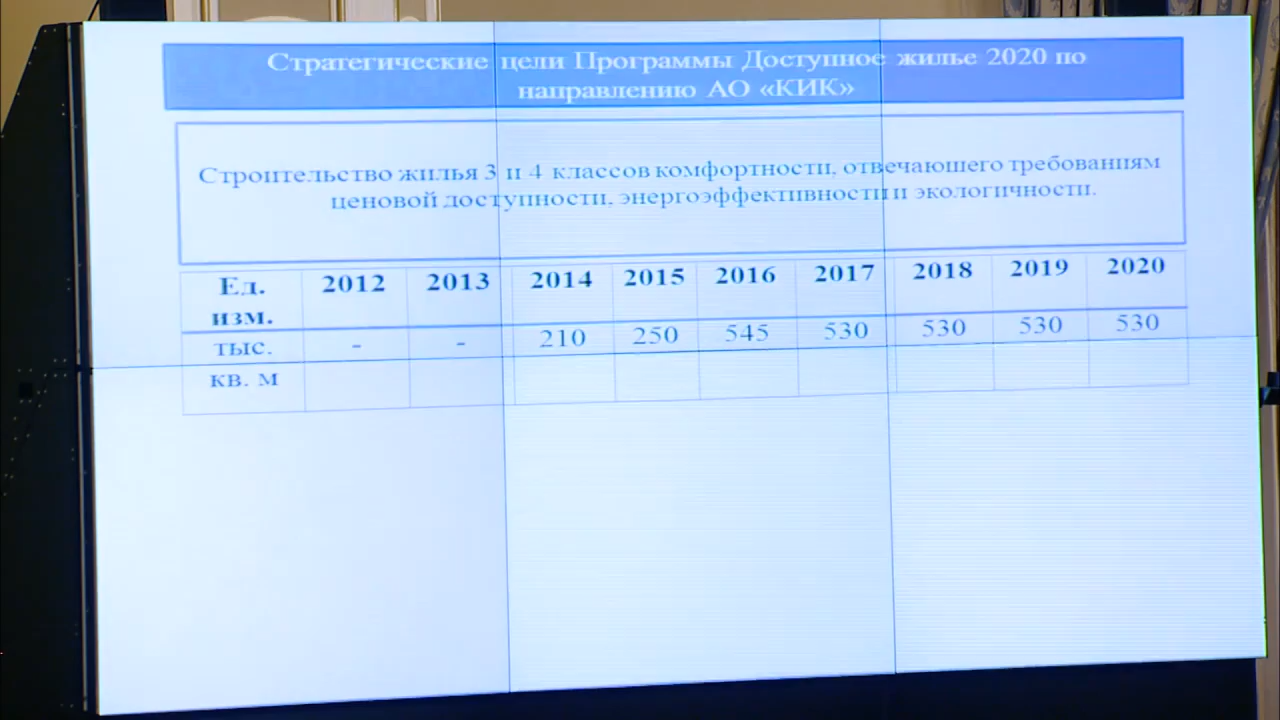 Стратегические цели Программы Доступное жилье 2020 по
направлению АО «КИК»
Строительство жилья 3 и 4 классов комфортности, отвечающего требованиям
ценовой доступности, энергоэффективности и экологичности.
Ед. изм. 2012 2013 2014 2015 2016 2017 2018 2019 2020
тыс. кв. м - - 210 250 545 530 530 530 530